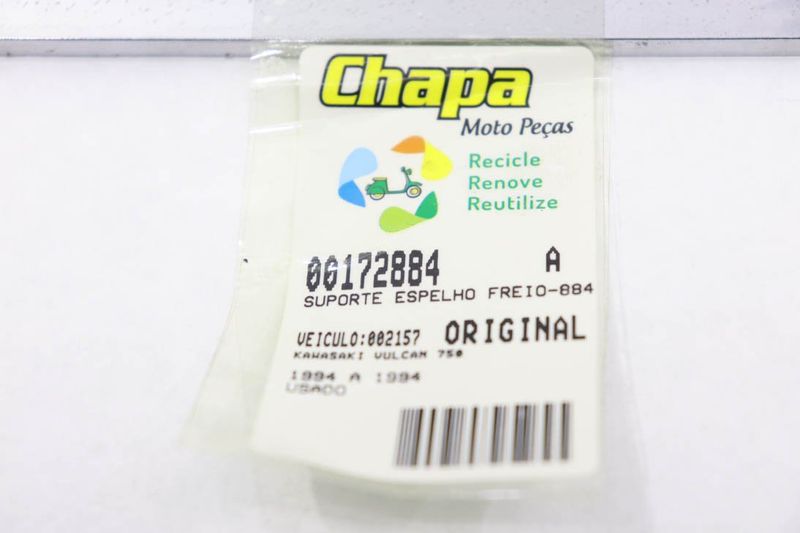 Chapa
Moto Peças
Recicle
Renove
Reutilize
00172884 A
SUPORTE ESPELHO FREIO-884
VEICULO:002157 ORIGINAL
KAWASAKI VULCAN 750
1994 A 1994
USADO